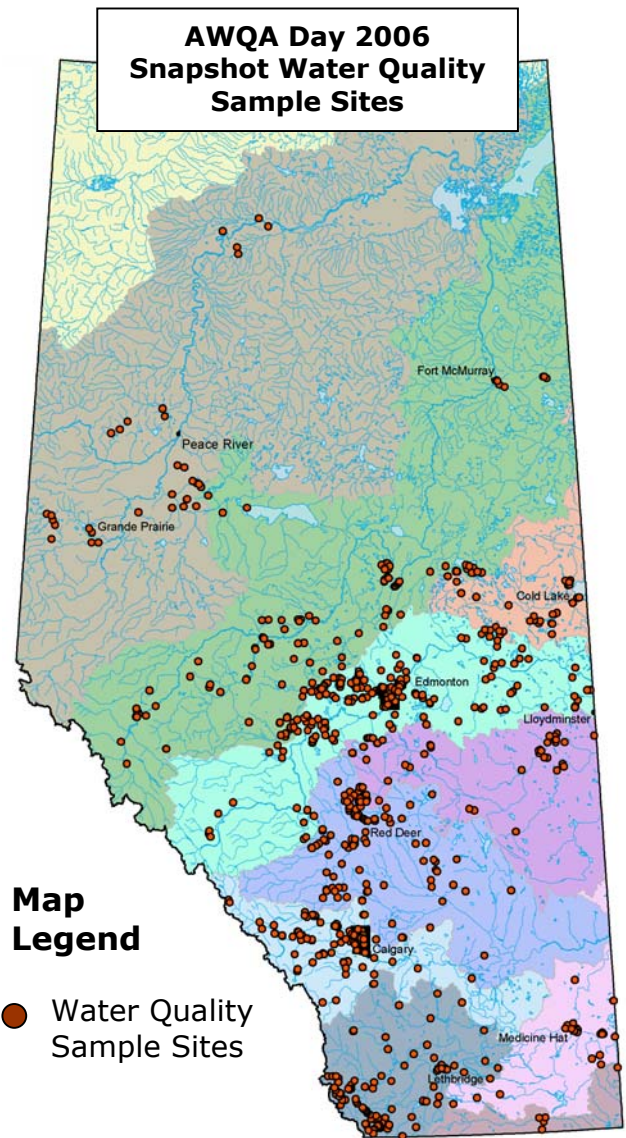 AWQA Day 2006
Snapshot Water Quality
Sample Sites
Fort McMurray
Peace River
Grande Prairie
Cold Lake
Edmonton
Lloydminster
Red Deer
Map
Legend
Calgary
Water Quality
Sample Sites
Medicine Hat
Lethbridge